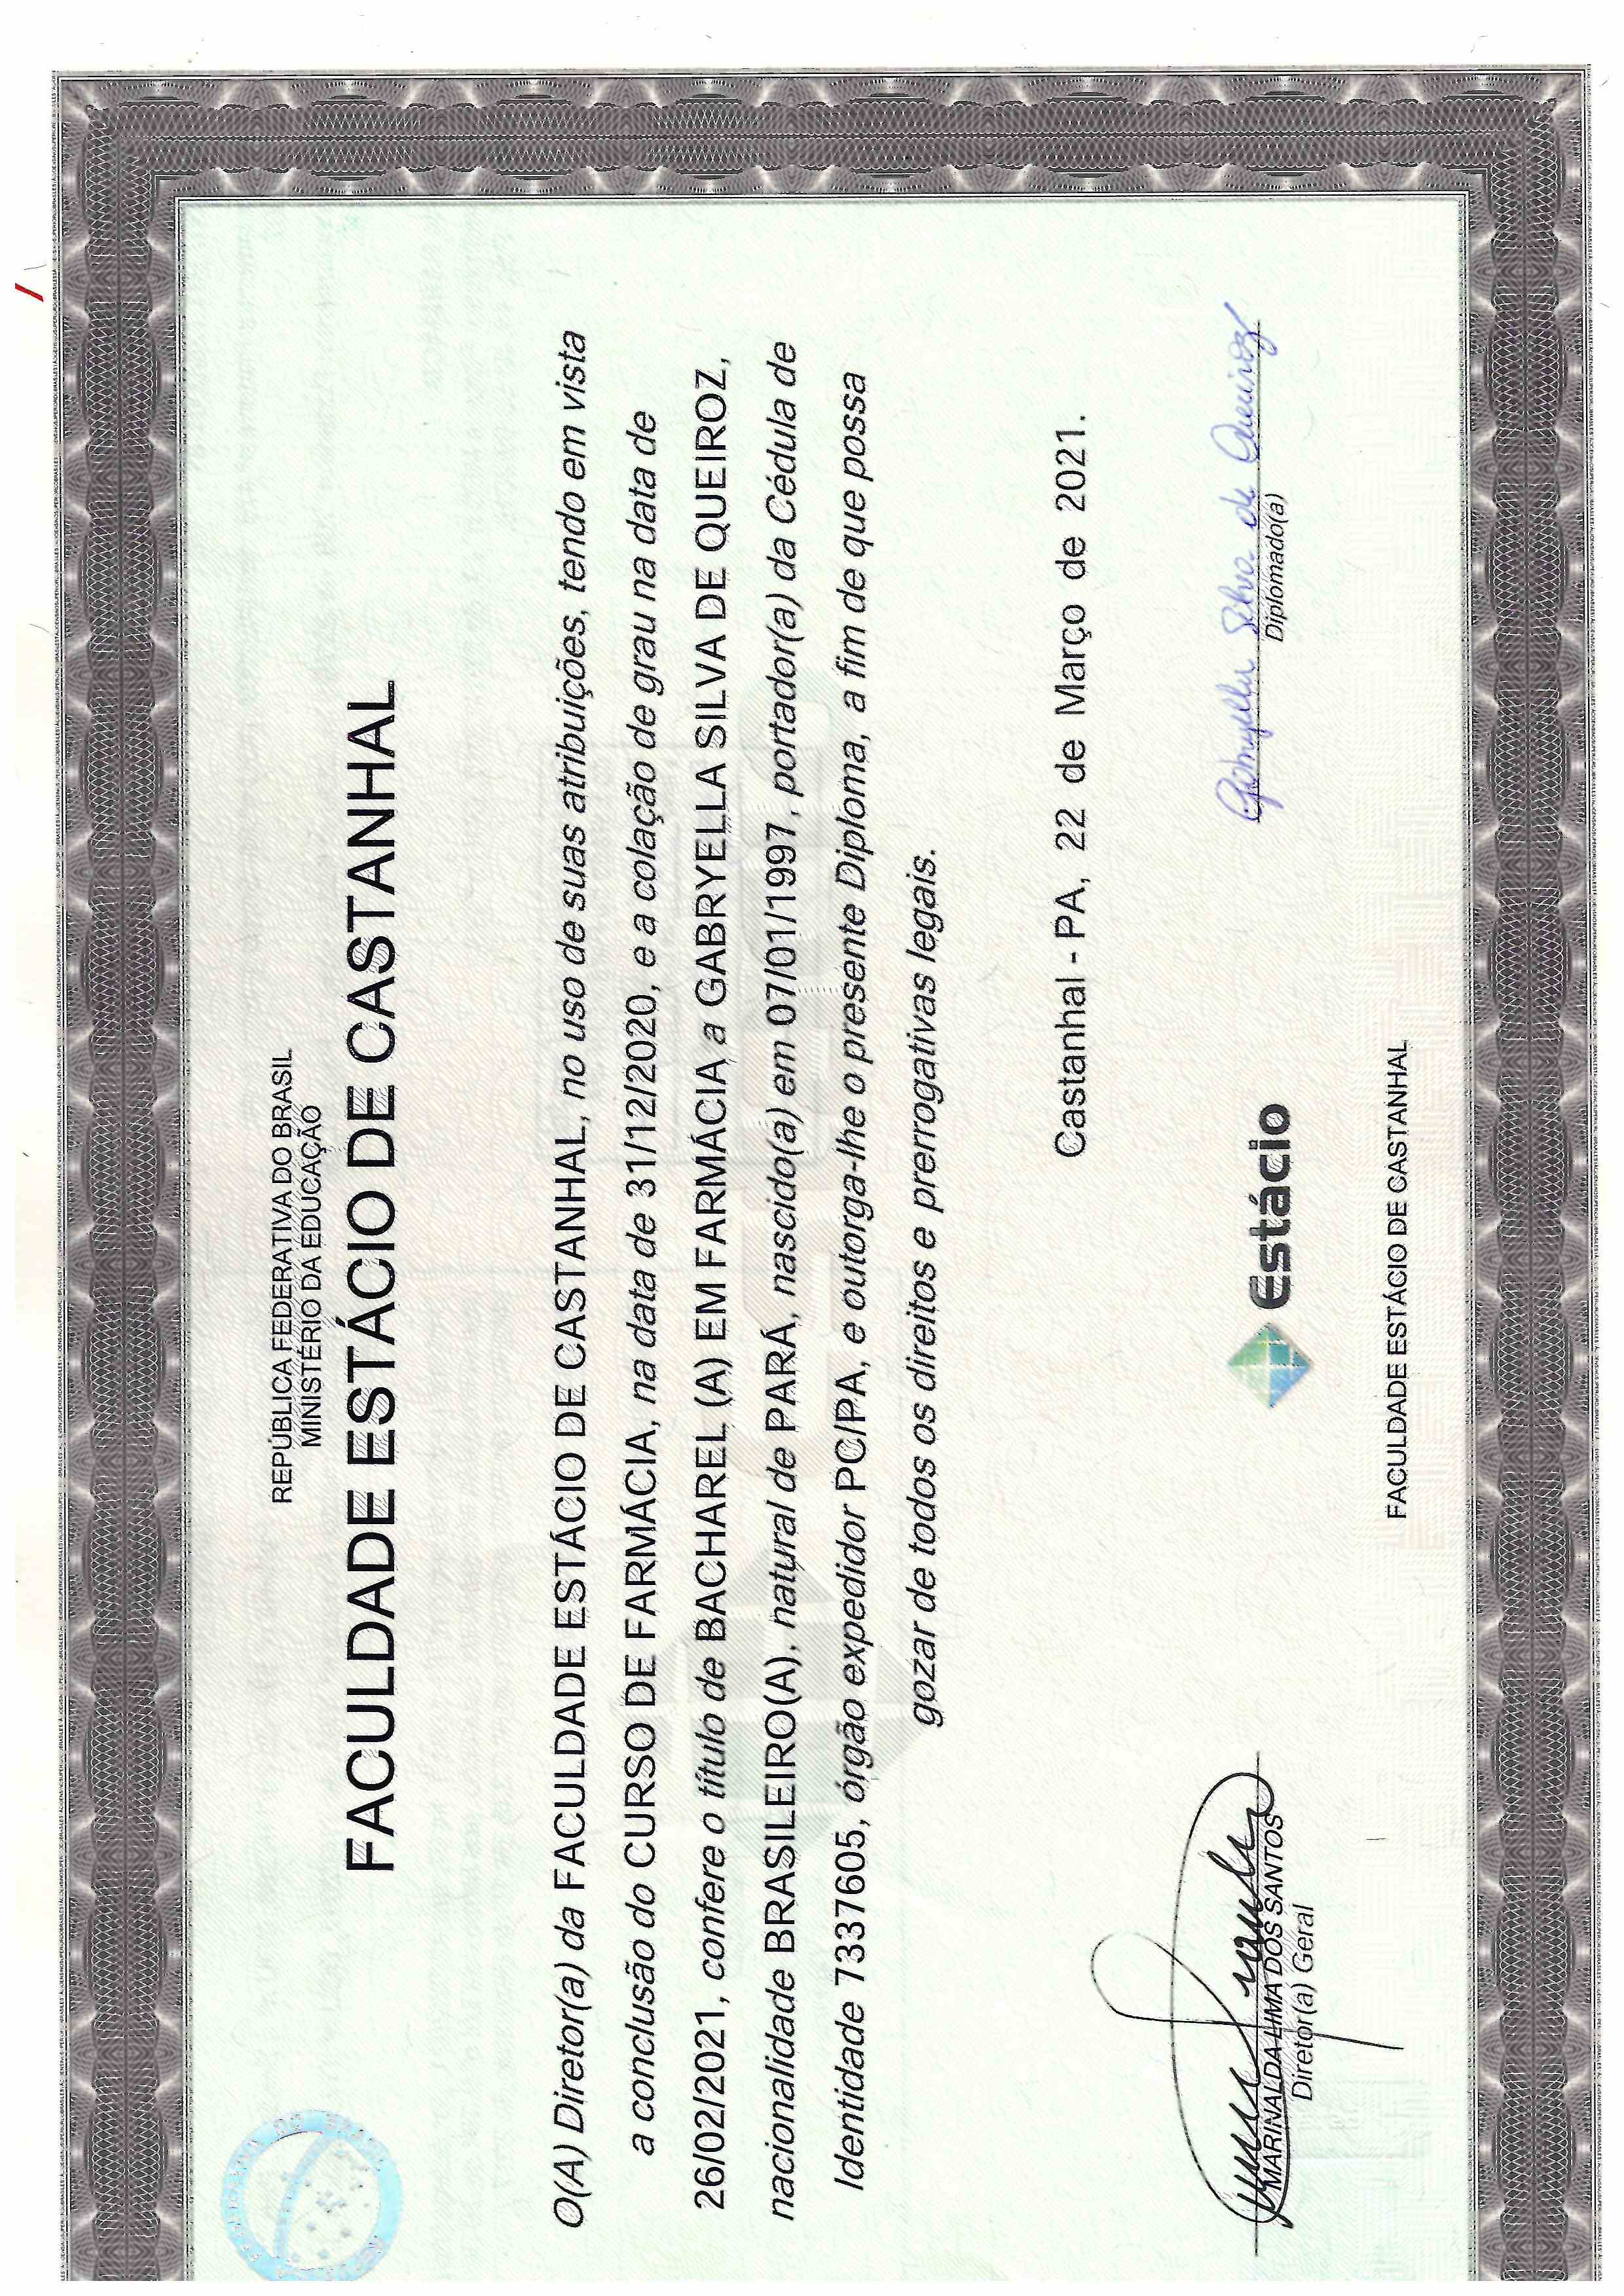 REPÚBLICA FEDERATIVA DO BRASIL
MINISTÉRIO DA EDUCAÇÃO
FACULDADE ESTÁCIO DE CASTANHAL
O(A) Diretor(a) da FACULDADE ESTÁCIO DE CASTANHAL, no uso de suas atribuições, tendo em vista
a conclusão do CURSO DE FARMÁCIA, na data de 31/12/2020, e a colação de grau na data de
26/02/2021, confere o título de BACHAREL (A) EM FARMÁCIA a GABRYELLA SILVA DE QUEIROZ,
nacionalidade BRASILEIRO(A), natural de PARÁ, nascido(a) em 07/01/1997, portador(a) da Cédula de
Identidade 7337605, órgão expedidor PC/PA, e outorga-lhe o presente Diploma, a fim de que possa
gozar de todos os direitos e prerrogativas legais.
Castanhal - PA, 22 de Março de 2021.
Gabryella Silva de Queiroz
MARINALDA LIMA DOS SANTOS
Diretor(a) Geral
Estácio
Diplomado(a)
FACULDADE ESTÁCIO DE CASTANHAL